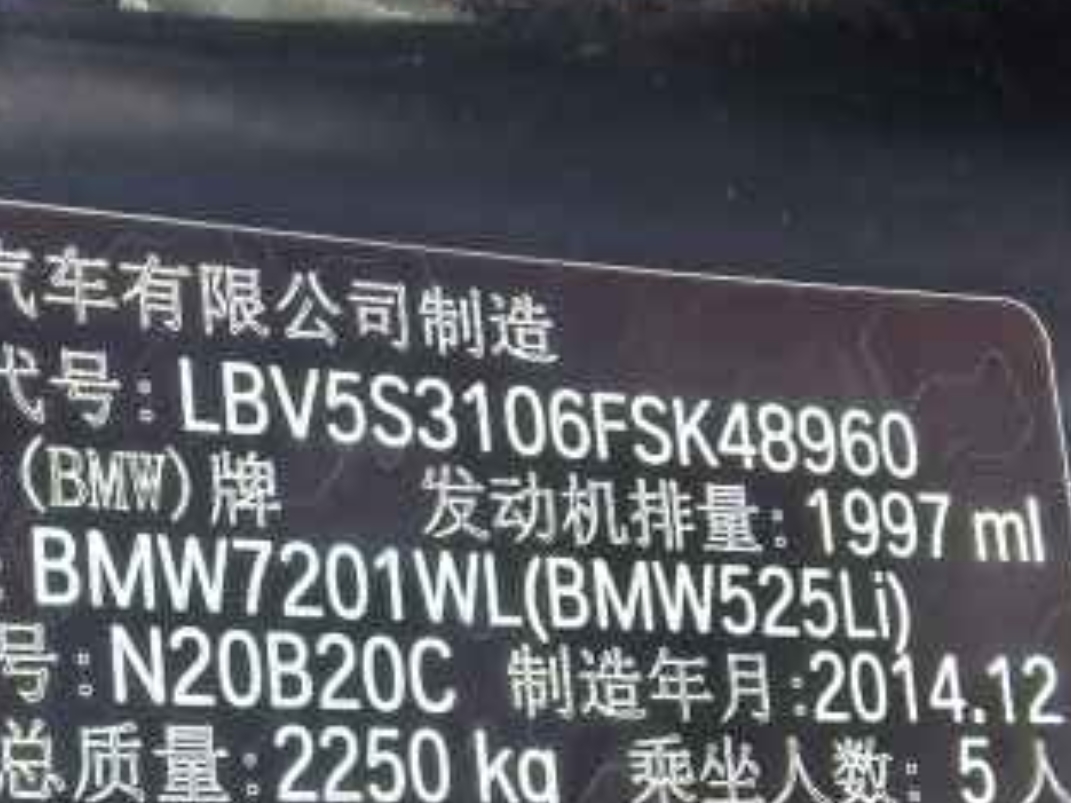 汽车有限公司制造
代号:LBV5S3106FSK48960
(BMW)牌 发动机排量:1997 ml
: BMW7201WL(BMW525Li)
号:N20B20C 制造年月:2014.12
总质量:2250 kg 乘坐人数: 5 人